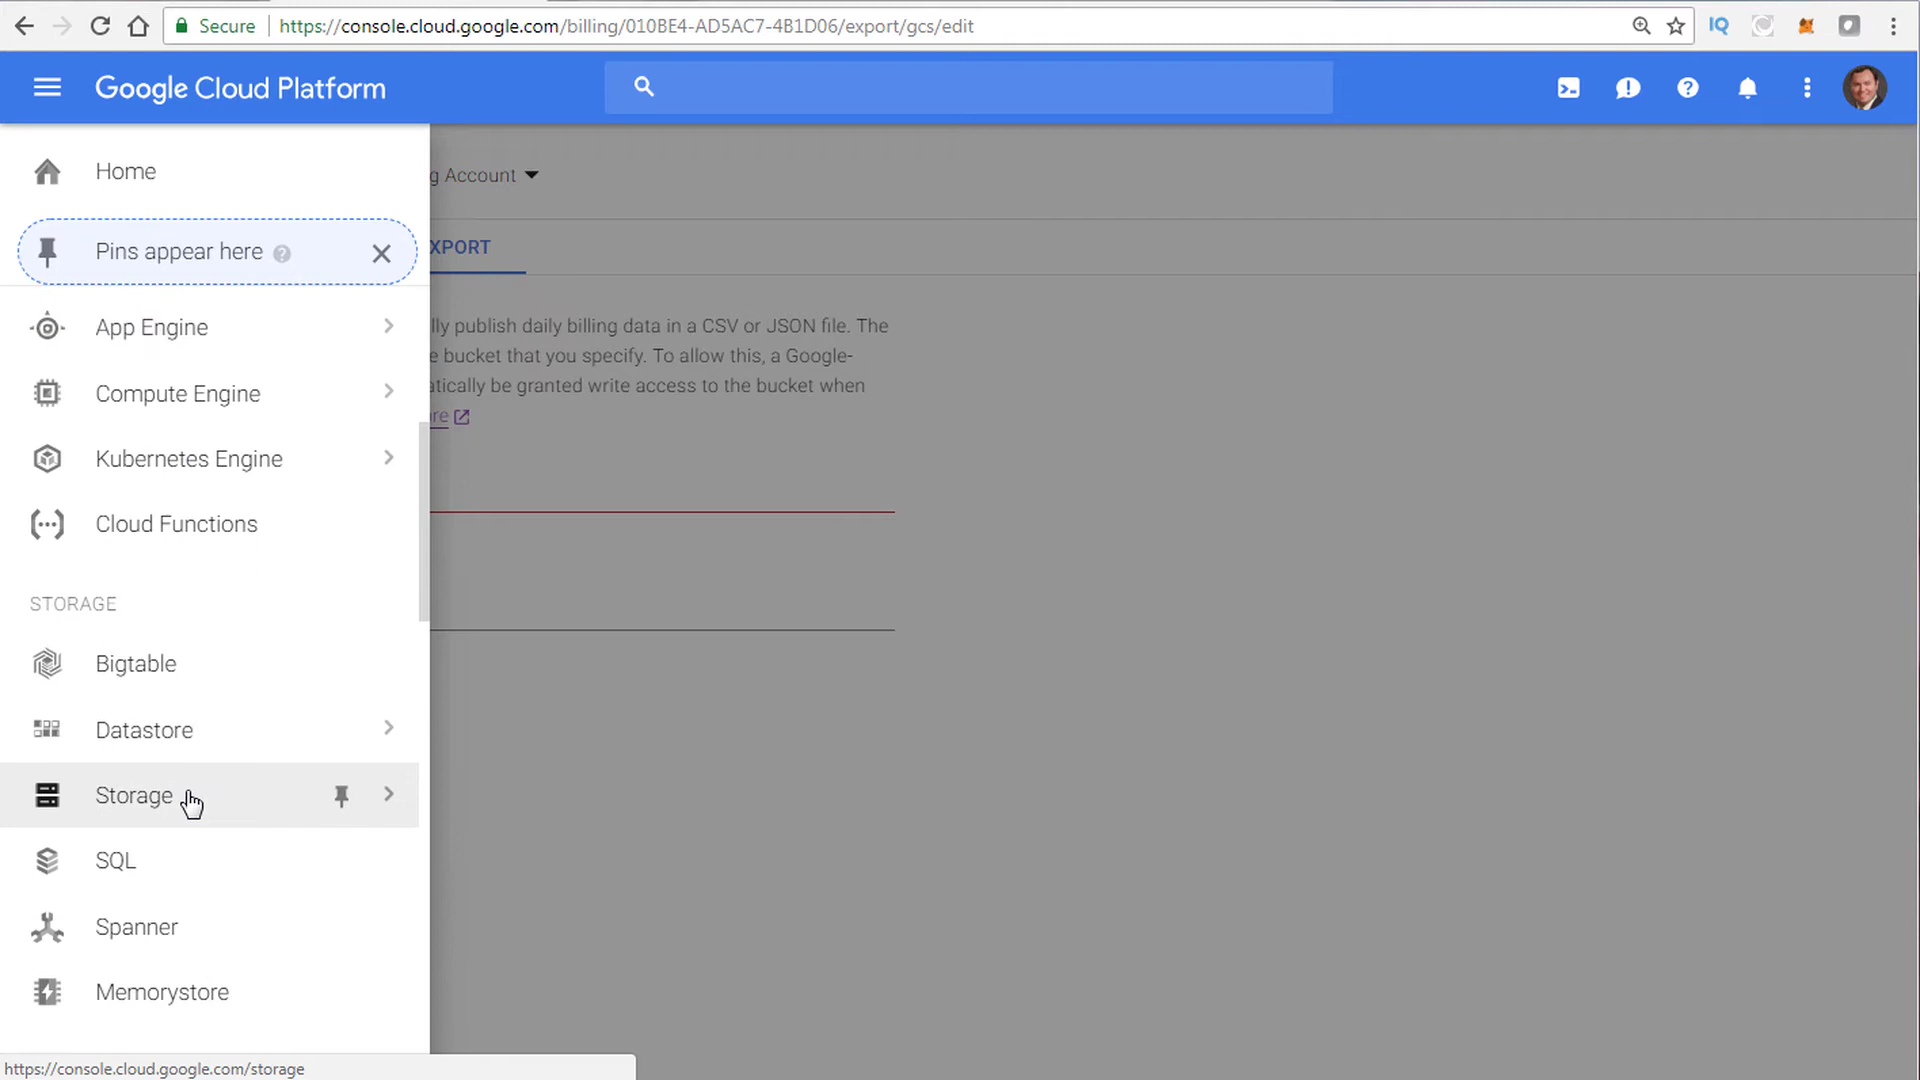 Secure https://console.cloud.google.com/billing/010BE4-AD5AC7-4B1D06/export/gcs/edit
IQ
Google Cloud Platform
Home
g Account
Pins appear here
XPORT
App Engine
lly publish daily billing data in a CSV or JSON file. The
e bucket that you specify. To allow this, a Google-
atically be granted write access to the bucket when
re
Compute Engine
Kubernetes Engine
Cloud Functions
STORAGE
Bigtable
Datastore
Storage
SQL
Spanner
Memorystore
https://console.cloud.google.com/storage